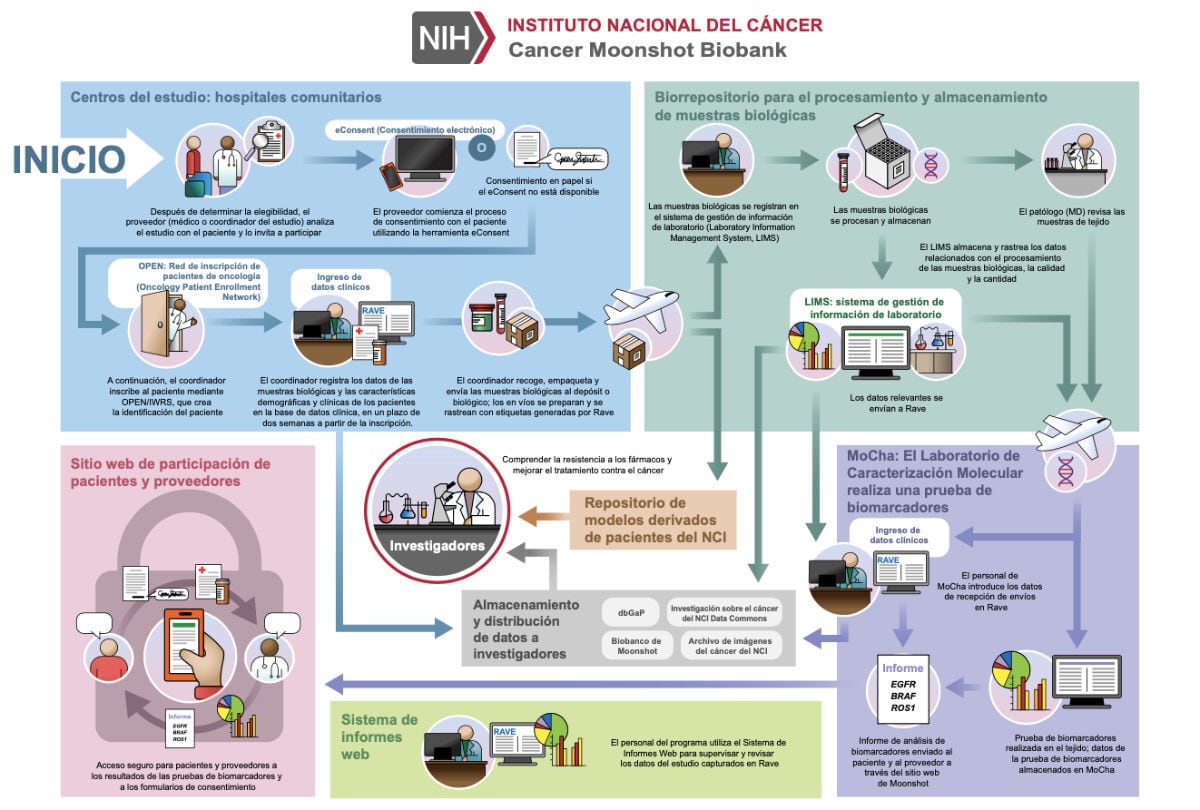 NIH
INSTITUTO NACIONAL DEL CÁNCER
Cancer Moonshot Biobank
Centros del estudio: hospitales comunitarios
INICIO
Después de determinar la elegibilidad, el
proveedor (médico o coordinador del estudio) analiza
el estudio con el paciente y lo invita a participar
eConsent (Consentimiento electrónico)
O
El proveedor comienza el proceso
de consentimiento con el paciente
utilizando la herramienta eConsent
Consentimiento en papel si
el eConsent no está disponible
OPEN: Red de inscripción de
pacientes de oncología
(Oncology Patient Enrollment
Network)
A continuación, el coordinador
inscribe al paciente mediante
OPEN/IWRS, que crea
la identificación del paciente
Ingreso de
datos clínicos
RAVE
El coordinador registra los datos de las
muestras biológicas y las características
demográficas y clínicas de los pacientes
en la base de datos clínica, en un plazo de
dos semanas a partir de la inscripción.
El coordinador recoge, empaqueta y
envía las muestras biológicas al depósito o
biológico; los en víos se preparan y se
rastrean con etiquetas generadas por Rave
Biorrepositorio para el procesamiento y almacenamiento
de muestras biológicas
Las muestras biológicas se registran en
el sistema de gestión de información
de laboratorio (Laboratory Information
Management System, LIMS)
Las muestras biológicas
se procesan y almacenan
El patólogo (MD) revisa las
muestras de tejido
El LIMS almacena y rastrea los datos
relacionados con el procesamiento
de las muestras biológicas, la calidad
y la cantidad
LIMS: sistema de gestión de
información de laboratorio
Los datos relevantes se
envían a Rave
Sitio web de participación de
pacientes y proveedores
Informe
EGFR
BRAF
ROS1
Acceso seguro para pacientes y proveedores a
los resultados de las pruebas de biomarcadores y
a los formularios de consentimiento
Comprender la resistencia a los fármacos y
mejorar el tratamiento contra el cáncer
Investigadores
Repositorio de
modelos derivados
de pacientes del NCI
Almacenamiento
y distribución
de datos a
investigadores
dbGaP
Investigación sobre el cáncer
del NCI Data Commons
Biobanco de
Moonshot
Archivo de imágenes
del cáncer del NCI
MoCha: El Laboratorio de
Caracterización Molecular
realiza una prueba de
biomarcadores
Ingreso de
datos clínicos
RAVE
El personal de
MoCha introduce los datos
de recepción de envíos
en Rave
Informe
EGFR
BRAF
ROS1
Informe de análisis de
biomarcadores enviado al
paciente y al proveedor a
través del sitio web
de Moonshot
Prueba de biomarcadores
realizada en el tejido; datos de
la prueba de biomarcadores
almacenados en MoCha
Sistema de
informes
web
RAVE
El personal del programa utiliza el Sistema de
Informes Web para supervisar y revisar
los datos del estudio capturados en Rave